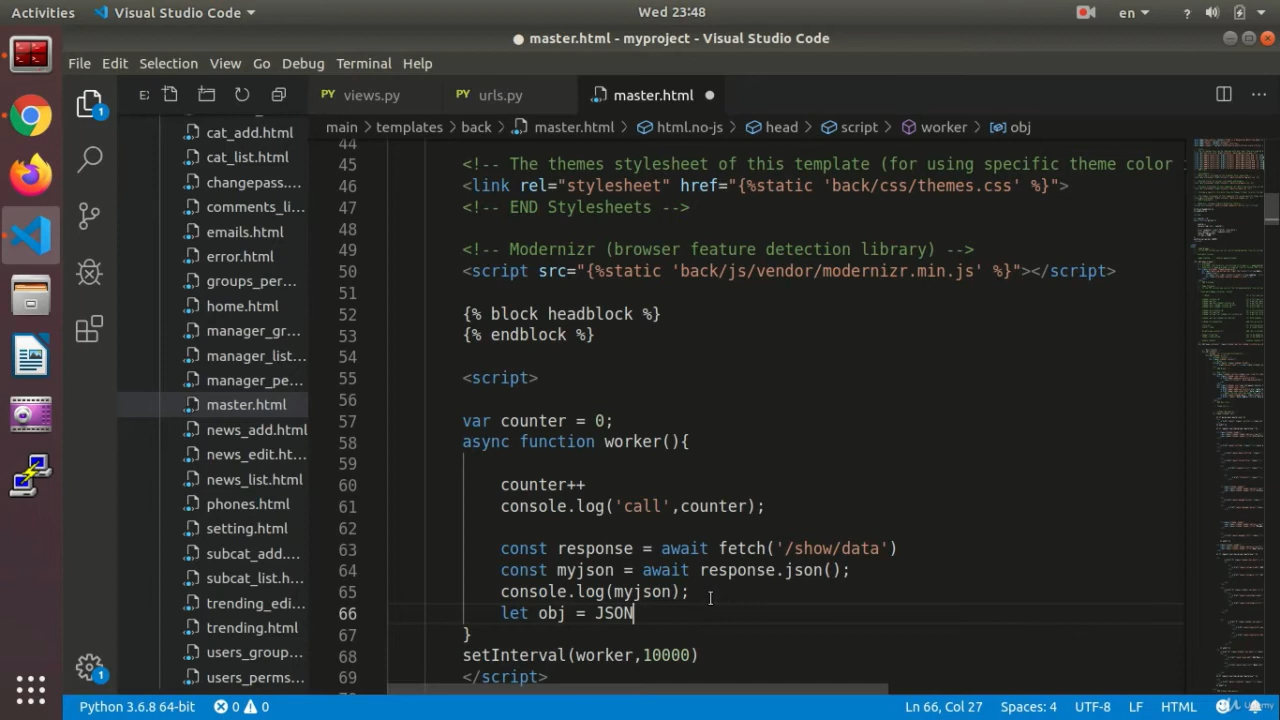 Activities Visual Studio Code Wed 23:48 en ?
master.html - myproject - Visual Studio Code
File Edit Selection View Go Debug Terminal Help
views.py urls.py master.html
main templates back master.html html.no-js head script worker obj
cat_add.html
cat_list.html
changepass....
comments_li...
emails.html
error.html
groups_per...
home.html
manager_gr...
manager_list...
manager_pe...
master.html
news_add.html
news_edit.ht...
news_list.html
phones.html
setting.html
subcat_add....
subcat_list.h...
trending_edi...
trending.html
users_group...
users_perms...
1
1
44
45 <!-- The themes stylesheet of this template (for using specific theme color
46 <link rel="stylesheet" href="{%static 'back/css/themes.css' %}">
47 <!-- END Stylesheets -->
48
49 <!-- Modernizr (browser feature detection library) -->
50 <script src="{%static 'back/js/vendor/modernizr.min.js' %}"></script>
51
52 {% block headblock %}
53 {% endblock %}
54
55 <script>
56
57 var counter = 0;
58 async function worker(){
59
60 counter++
61 console.log('call',counter);
62
63 const response = await fetch('/show/data')
64 const myjson = await response.json();
65 console.log(myjson);
66 let obj = JSON
67 }
68 setInterval(worker,10000)
69 </script>
Python 3.6.8 64-bit 0 0 Ln 66, Col 27 Spaces: 4 UTF-8 LF HTML
Udemy